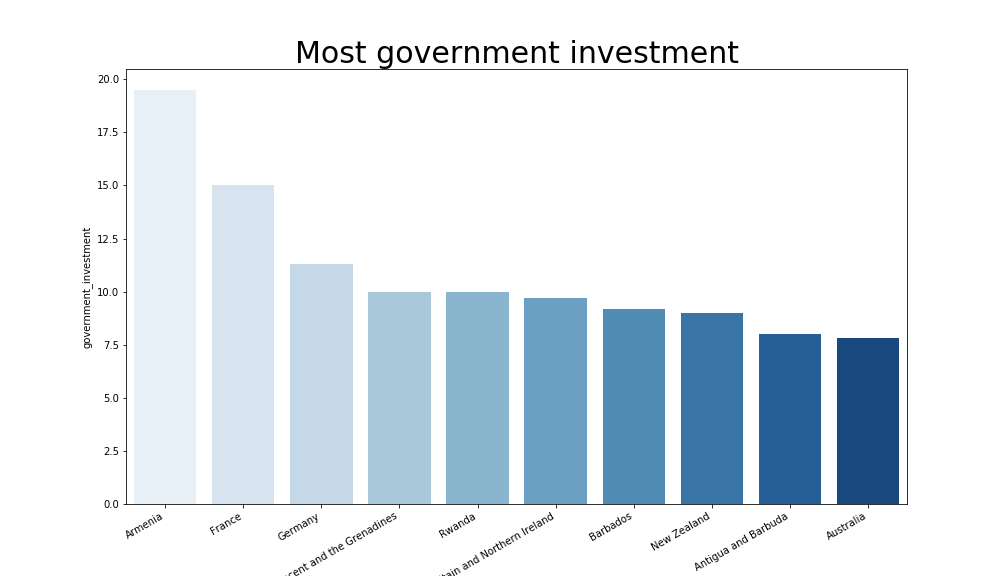 Most government investment
government_investment
20.0
17.5
15.0
12.5
10.0
7.5
5.0
2.5
0.0
Armenia
France
Germany
and the Grenadines
Rwanda
and Northern Ireland
Barbados
New Zealand
Antigua and Barbuda
Australia